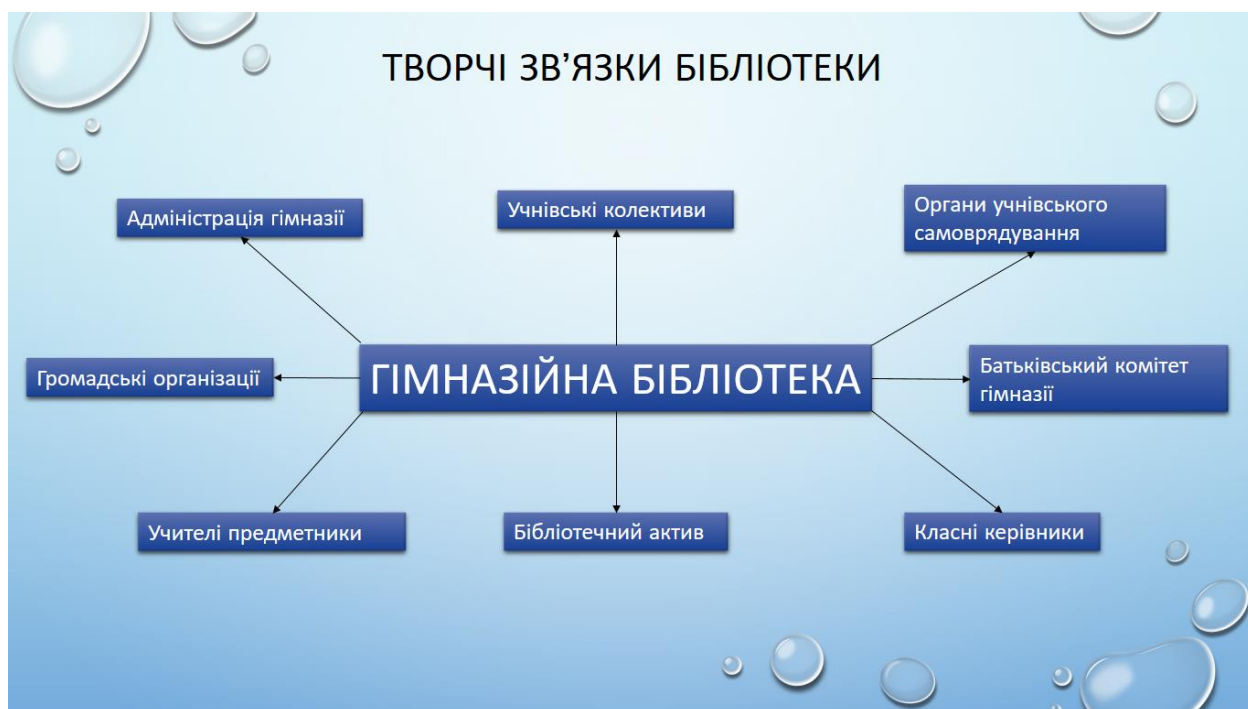 ТВОРЧІ ЗВ’ЯЗКИ БІБЛІОТЕКИ
Адміністрація гімназії
Учнівські колективи
Органи учнівського
самоврядування
Громадські організації
ГІМНАЗІЙНА БІБЛІОТЕКА
Батьківський комітет
гімназії
Учителі предметники
Бібліотечний актив
Класні керівники